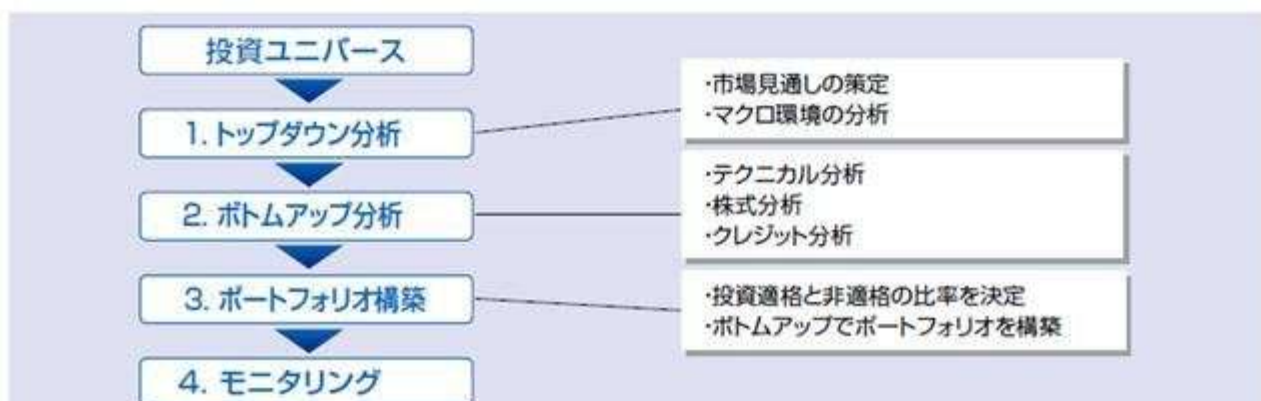 投資ユニバース
1. トップダウン分析
・市場見通しの策定
・マクロ環境の分析
2. ボトムアップ分析
・テクニカル分析
・株式分析
・クレジット分析
3. ポートフォリオ構築
・投資適格と非適格の比率を決定
・ボトムアップでポートフォリオを構築
4. モニタリング